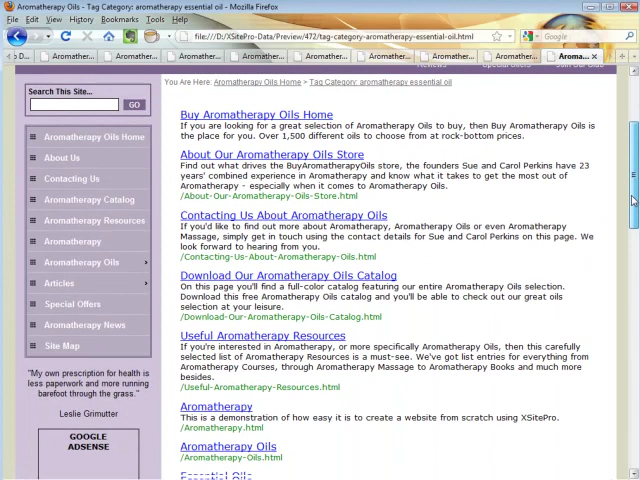 Aromatherapy Oils - Tag Category: aromatherapy essential oil - Mozilla Firefox
File Edit View History Bookmarks Tools Help
file:///D:/XSitePro-Data/Preview/472/tag-category-aromatherapy-essential-oil.html
Google
Aroma...
You Are Here: Aromatherapy Oils Home > Tag Category: aromatherapy essential oil
Search This Site...
GO
Aromatherapy Oils Home
About Us
Contacting Us
Aromatherapy Catalog
Aromatherapy Resources
Aromatherapy
Aromatherapy Oils
Articles
Special Offers
Aromatherapy News
Site Map
"My own prescription for health is
less paperwork and more running
barefoot through the grass."
Leslie Grimutter
GOOGLE
ADSENSE
Buy Aromatherapy Oils Home
If you are looking for a great selection of Aromatherapy Oils to buy, then Buy Aromatherapy Oils is
the place for you. Over 1,500 different oils to choose from at rock-bottom prices.
About Our Aromatherapy Oils Store
Find out what drives the BuyAromatherapyOils store, the founders Sue and Carol Perkins have 23
years' combined experience in Aromatherapy and know what it takes to get the most out of
Aromatherapy - especially when it comes to Aromatherapy Oils.
/About-Our-Aromatherapy-Oils-Store.html
Contacting Us About Aromatherapy Oils
If you'd like to find out more about Aromatherapy, Aromatherapy Oils or even Aromatherapy
Massage, simply get in touch using the contact details for Sue and Carol Perkins on this page. We
look forward to hearing from you.
/Contacting-Us-About-Aromatherapy-Oils.html
Download Our Aromatherapy Oils Catalog
On this page you'll find a full-color catalog featuring our entire Aromatherapy Oils selection.
Download this free Aromatherapy Oils catalog and you'll be able to check out our great oils
selection at your leisure.
/Download-Our-Aromatherapy-Oils-Catalog.html
Useful Aromatherapy Resources
If you're interested in Aromatherapy, or more specifically Aromatherapy Oils, then this carefully
selected list of Aromatherapy Resources is a must-see. We've got list entries for everything from
Aromatherapy Courses, through Aromatherapy Massage to Aromatherapy Books and much more
besides.
/Useful-Aromatherapy-Resources.html
Aromatherapy
This is a demonstration of how easy it is to create a website from scratch using XSitePro.
/Aromatherapy.html
Aromatherapy Oils
/Aromatherapy-Oils.html
Essential Oils